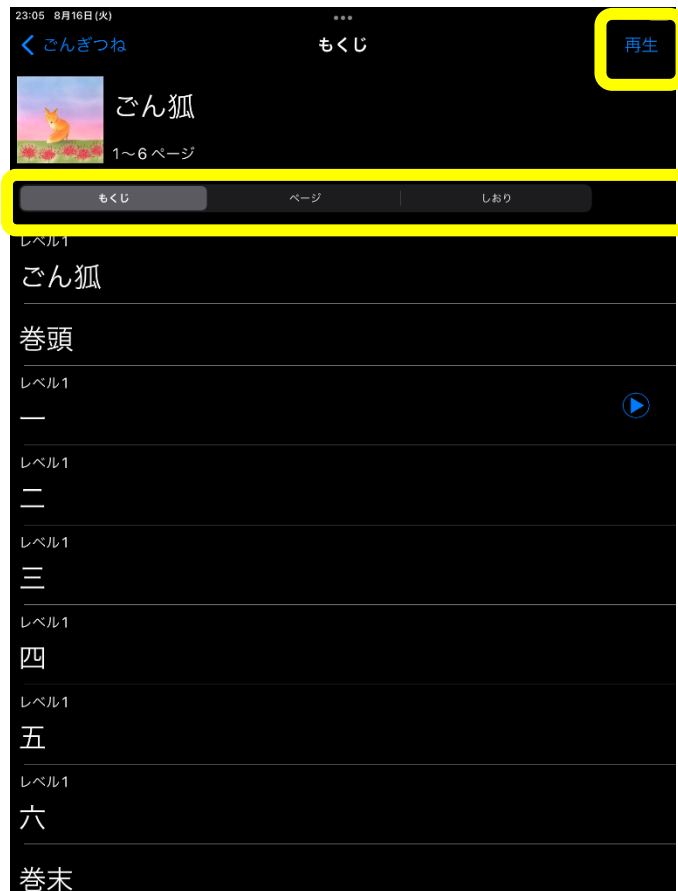 23:05 8月16日(火)
ごんぎつね もくじ 再生
ごん狐
1〜6 ページ
もくじ ページ しおり
レベル1
ごん狐
巻頭
レベル1
一
レベル1
二
レベル1
三
レベル1
四
レベル1
五
レベル1
六
巻末